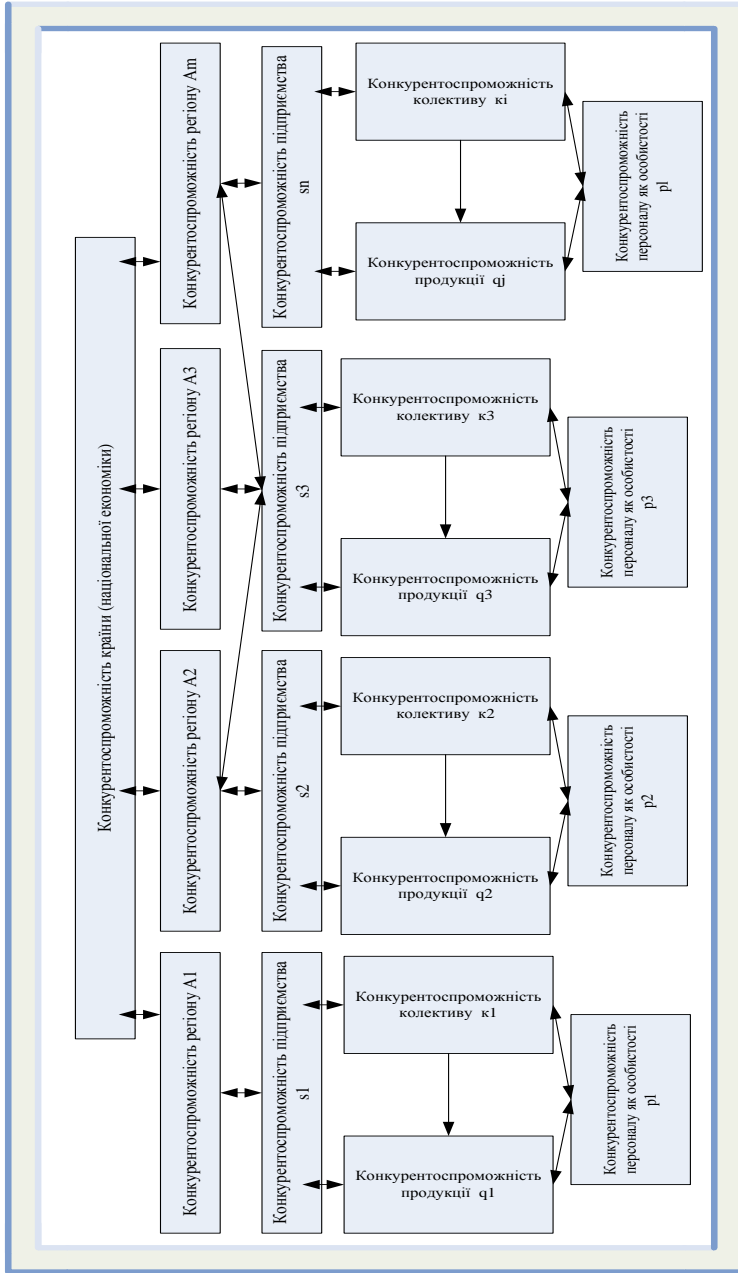 Конкурентоспроможність країни (національної економіки)
Конкурентоспроможність регіону А1
Конкурентоспроможність регіону А2
Конкурентоспроможність регіону А3
Конкурентоспроможність регіону Am
Конкурентоспроможність підприємства
s1
Конкурентоспроможність підприємства
s2
Конкурентоспроможність підприємства
s3
Конкурентоспроможність підприємства
sn
Конкурентоспроможність
продукції q1
Конкурентоспроможність
колективу к1
Конкурентоспроможність
продукції q2
Конкурентоспроможність
колективу к2
Конкурентоспроможність
продукції q3
Конкурентоспроможність
колективу к3
Конкурентоспроможність
продукції qj
Конкурентоспроможність
колективу кі
Конкурентоспроможність
персоналу як особистості
p1
Конкурентоспроможність
персоналу як особистості
p2
Конкурентоспроможність
персоналу як особистості
p3
Конкурентоспроможність
персоналу як особистості
pl